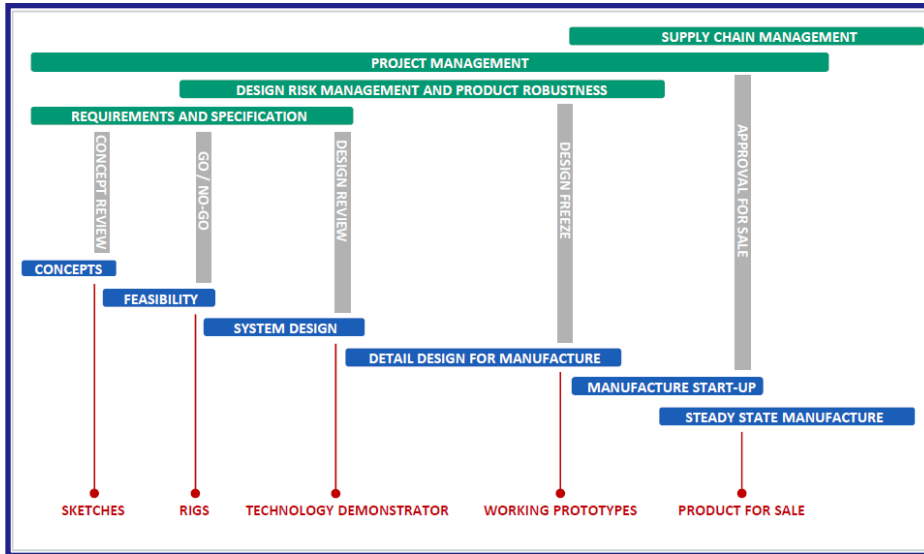 SUPPLY CHAIN MANAGEMENT
PROJECT MANAGEMENT
DESIGN RISK MANAGEMENT AND PRODUCT ROBUSTNESS
REQUIREMENTS AND SPECIFICATION
CONCEPT REVIEW
GO / NO-GO
DESIGN REVIEW
DESIGN FREEZE
APPROVAL FOR SALE
CONCEPTS
FEASIBILITY
SYSTEM DESIGN
DETAIL DESIGN FOR MANUFACTURE
MANUFACTURE START-UP
STEADY STATE MANUFACTURE
SKETCHES
RIGS
TECHNOLOGY DEMONSTRATOR
WORKING PROTOTYPES
PRODUCT FOR SALE